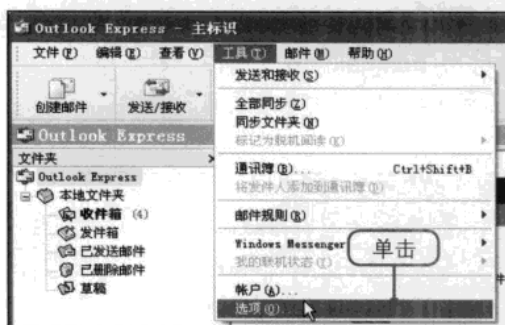 Outlook Express - 主标识
文件(F) 编辑(E) 查看(V) 工具(T) 邮件(M) 帮助(H)
创建邮件 发送/接收
Outlook Express
文件夹
Outlook Express
本地文件夹
收件箱 (4)
发件箱
已发送邮件
已删除邮件
草稿
发送和接收(S)
全部同步(Z)
同步文件夹(N)
标记为脱机阅读(K)
通讯簿(B)... Ctrl+Shift+B
将发件人添加到通讯簿(D)
邮件规则(R)
Windows Messenger
我的联机状态(T)
帐户(A)...
选项(O)...
单击
件